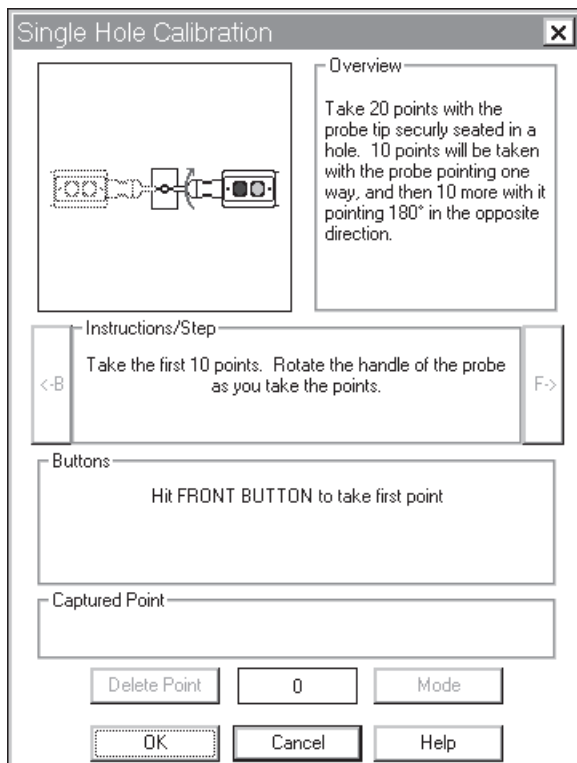 Single Hole Calibration
Overview
Take 20 points with the
probe tip securly seated in a
hole. 10 points will be taken
with the probe pointing one
way, and then 10 more with it
pointing 180° in the opposite
direction.
Instructions/Step
<-B
Take the first 10 points. Rotate the handle of the probe
as you take the points.
F->
Buttons
Hit FRONT BUTTON to take first point
Captured Point
Delete Point
0
Mode
OK
Cancel
Help